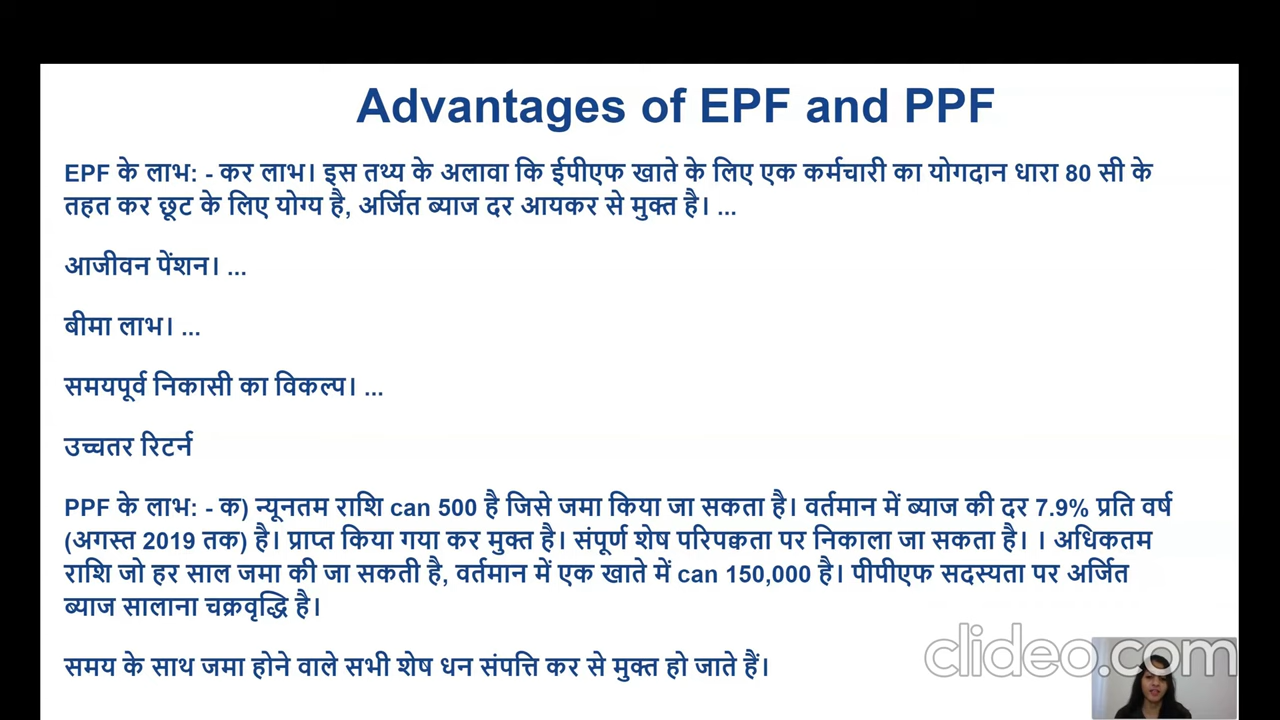 Advantages of EPF and PPF
EPF के लाभ: - कर लाभ। इस तथ्य के अलावा कि ईपीएफ खाते के लिए एक कर्मचारी का योगदान धारा 80 सी के
तहत कर छूट के लिए योग्य है, अर्जित ब्याज दर आयकर से मुक्त है। ...
आजीवन पेंशन। ...
बीमा लाभ। ...
समयपूर्व निकासी का विकल्प। ...
उच्चतर रिटर्न
PPF के लाभ: - क) न्यूनतम राशि can 500 है जिसे जमा किया जा सकता है। वर्तमान में ब्याज की दर 7.9% प्रति वर्ष
(अगस्त 2019 तक) है। प्राप्त किया गया कर मुक्त है। संपूर्ण शेष परिपक्वता पर निकाला जा सकता है। । अधिकतम
राशि जो हर साल जमा की जा सकती है, वर्तमान में एक खाते में can 150,000 है। पीपीएफ सदस्यता पर अर्जित
ब्याज सालाना चक्रवृद्धि है।
समय के साथ जमा होने वाले सभी शेष धन संपत्ति कर से मुक्त हो जाते हैं।
clideo.com